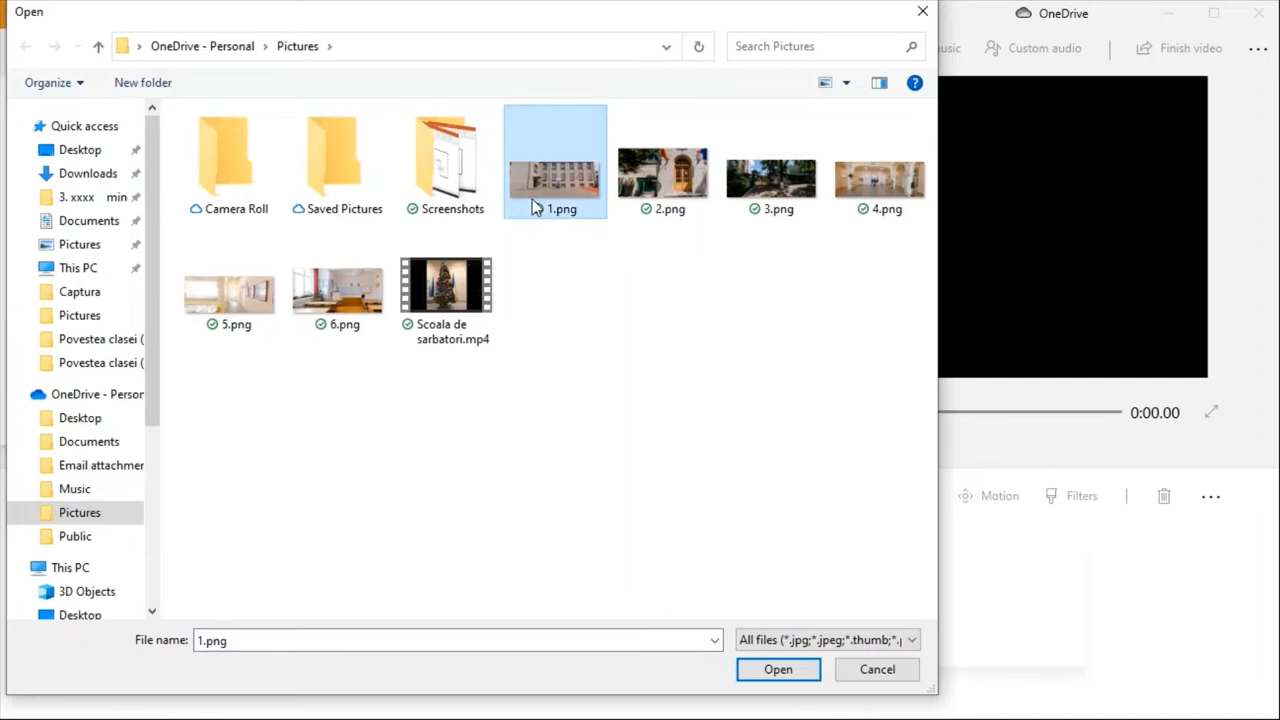 Open
OneDrive
OneDrive - Personal
Pictures
Search Pictures
usic
Custom audio
Finish video
Organize
New folder
Quick access
Desktop
Downloads
3. xxxx min
Documents
Pictures
This PC
Captura
Pictures
Povestea clasei (
Povestea clasei (
OneDrive - Person
Desktop
Documents
Email attachmer
Music
Pictures
Public
This PC
3D Objects
Desktop
Camera Roll
Saved Pictures
Screenshots
1.png
2.png
3.png
4.png
5.png
6.png
Scoala de
sarbatori.mp4
0:00.00
Motion
Filters
File name:
1.png
All files (*.jpg;*.jpeg;*.thumb;*.
Open
Cancel